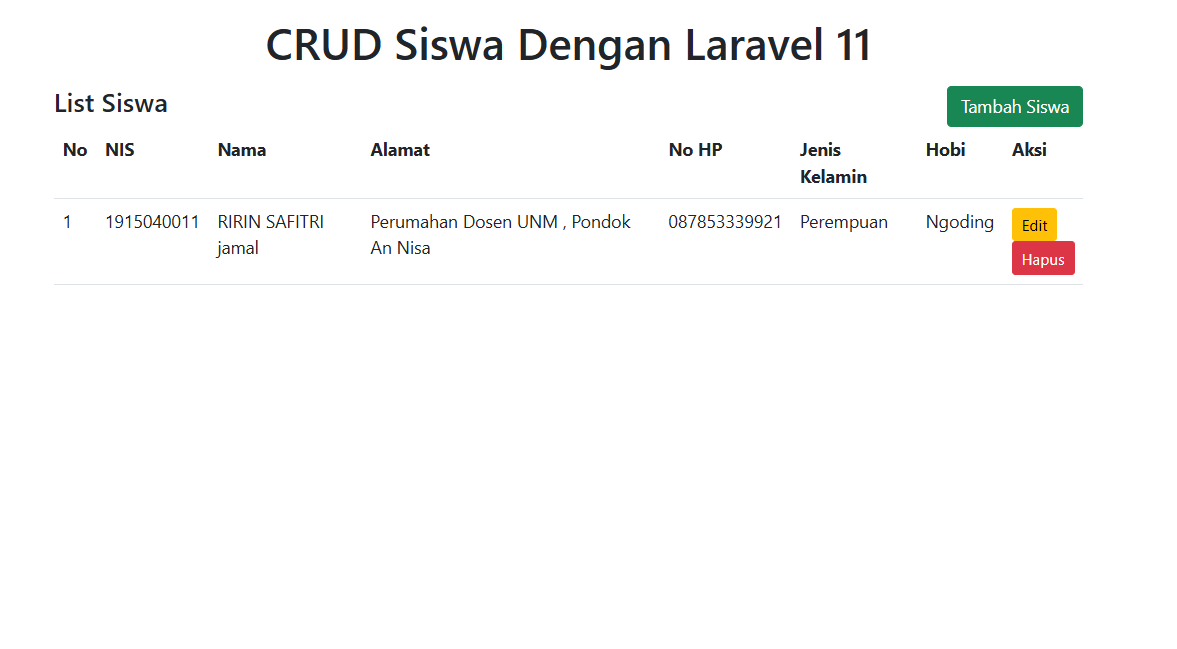 CRUD Siswa Dengan Laravel 11
List Siswa
Tambah Siswa
No NIS Nama Alamat No HP Jenis Kelamin Hobi Aksi
1 1915040011 RIRIN SAFITRI jamal Perumahan Dosen UNM , Pondok An Nisa 087853339921 Perempuan Ngoding Edit
Hapus